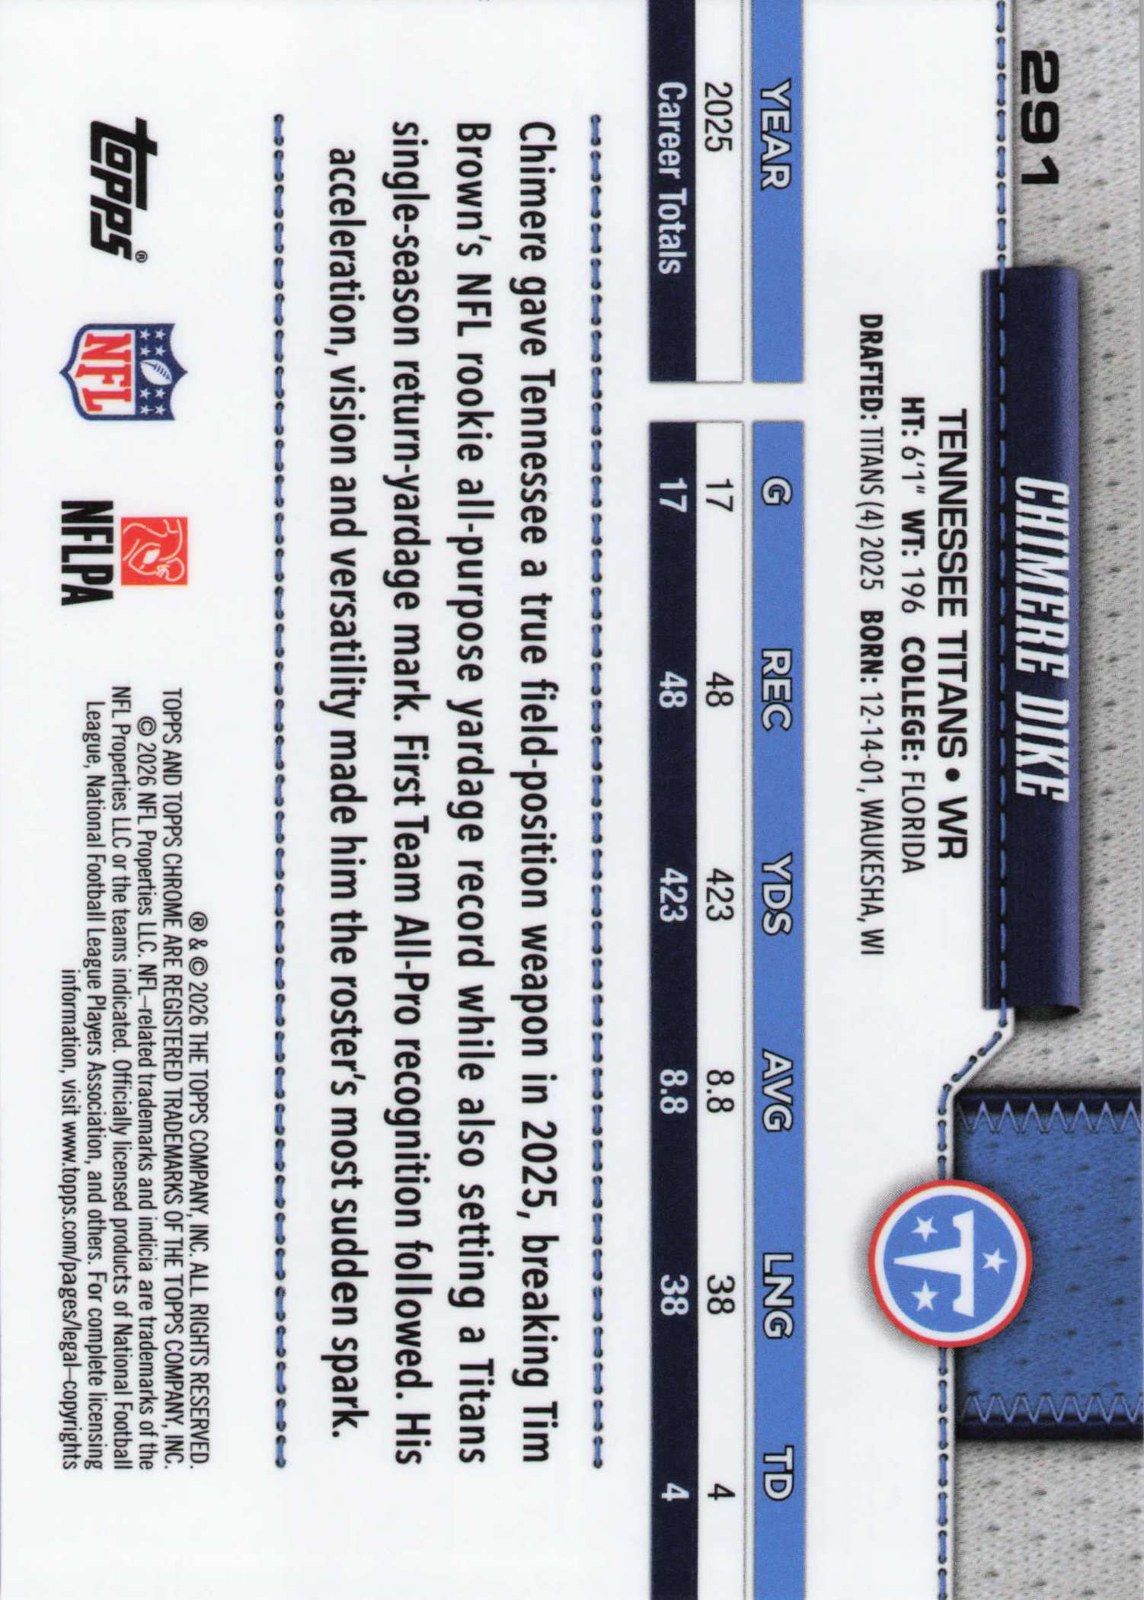 291
CHIMERE DIKE
TENNESSEE TITANS • WR
HT: 6'1" WT: 196 COLLEGE: FLORIDA
DRAFTED: TITANS (4) 2025 BORN: 12-14-01, WAUKESHA, WI
YEAR G REC YDS AVG LNG TD
2025 17 48 423 8.8 38 4
Career Totals 17 48 423 8.8 38 4
Chimere gave Tennessee a true field-position weapon in 2025, breaking Tim
Brown's NFL rookie all-purpose yardage record while also setting a Titans
single-season return-yardage mark. First Team All-Pro recognition followed. His
acceleration, vision and versatility made him the roster's most sudden spark.
topps®
NFL
NFLPA
® & © 2026 THE TOPPS COMPANY, INC. ALL RIGHTS RESERVED.
TOPPS AND TOPPS CHROME ARE REGISTERED TRADEMARKS OF THE TOPPS COMPANY, INC.
© 2026 NFL Properties LLC. NFL-related trademarks and indicia are trademarks of the
NFL Properties LLC or the teams indicated. Officially licensed products of National Football
League, National Football League Players Association, and others. For complete licensing
information, visit www.topps.com/pages/legal-copyrights